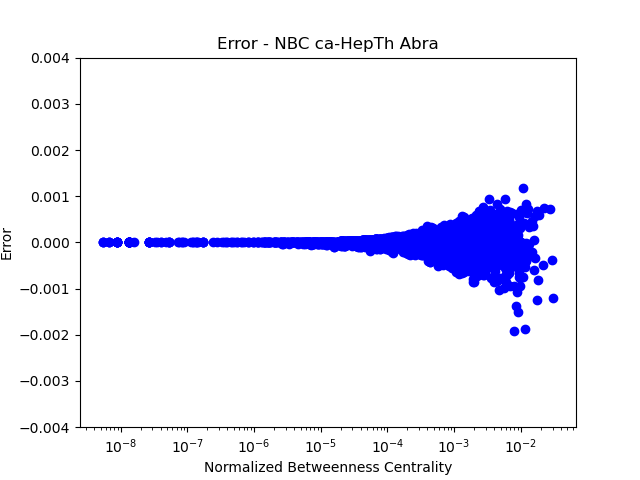 Error - NBC ca-HepTh Abra
0.004
0.003
0.002
0.001
0.000
−0.001
−0.002
−0.003
−0.004
Error
10⁻⁸ 10⁻⁷ 10⁻⁶ 10⁻⁵ 10⁻⁴ 10⁻³ 10⁻²
Normalized Betweenness Centrality